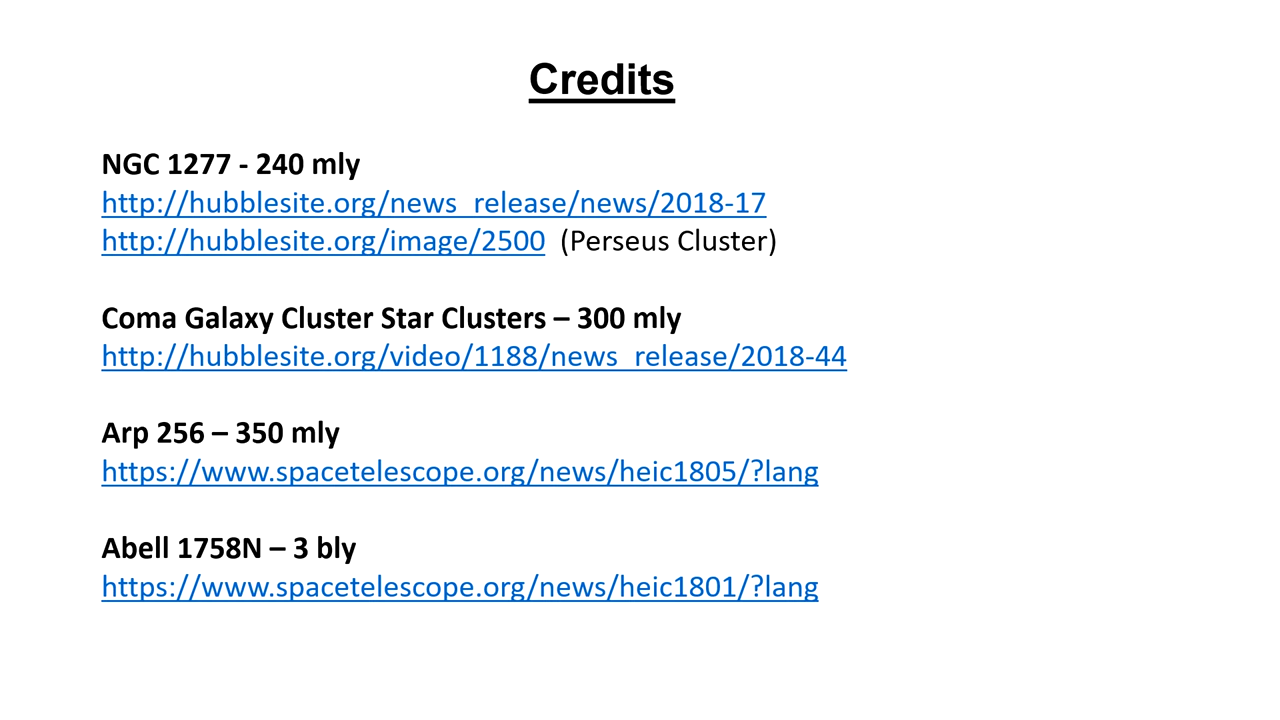 Credits
NGC 1277 - 240 mly
http://hubblesite.org/news_release/news/2018-17
http://hubblesite.org/image/2500 (Perseus Cluster)
Coma Galaxy Cluster Star Clusters – 300 mly
http://hubblesite.org/video/1188/news_release/2018-44
Arp 256 – 350 mly
https://www.spacetelescope.org/news/heic1805/?lang
Abell 1758N – 3 bly
https://www.spacetelescope.org/news/heic1801/?lang